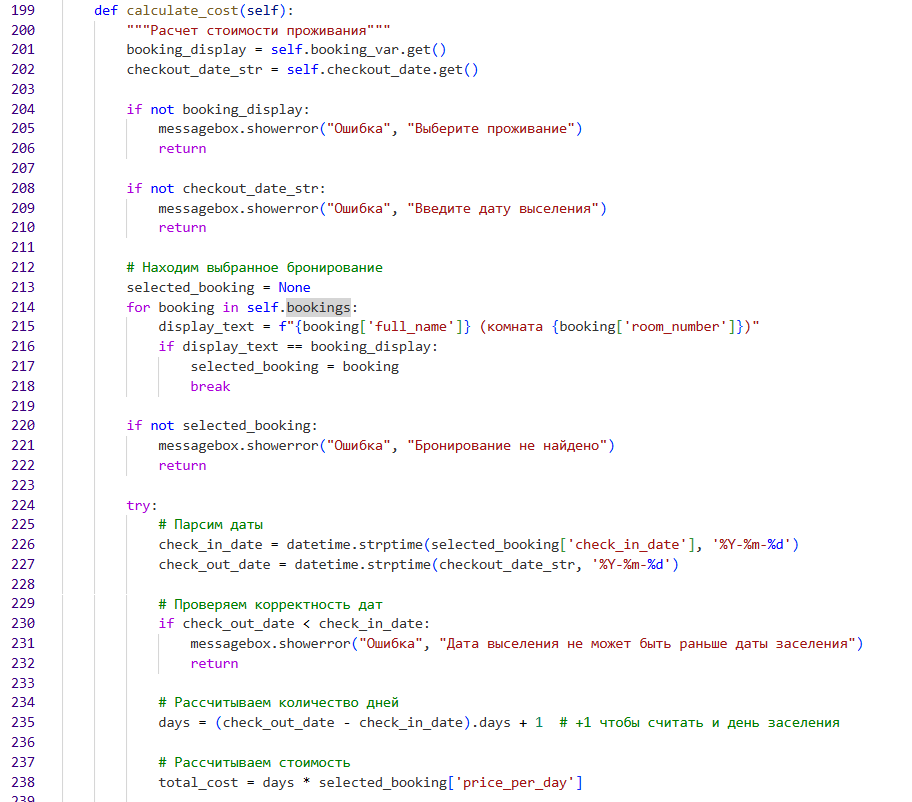 199 def calculate_cost(self):
200 """Расчет стоимости проживания"""
201 booking_display = self.booking_var.get()
202 checkout_date_str = self.checkout_date.get()
203
204 if not booking_display:
205 messagebox.showerror("Ошибка", "Выберите проживание")
206 return
207
208 if not checkout_date_str:
209 messagebox.showerror("Ошибка", "Введите дату выселения")
210 return
211
212 # Находим выбранное бронирование
213 selected_booking = None
214 for booking in self.bookings:
215 display_text = f"{booking['full_name']} (комната {booking['room_number']})"
216 if display_text == booking_display:
217 selected_booking = booking
218 break
219
220 if not selected_booking:
221 messagebox.showerror("Ошибка", "Бронирование не найдено")
222 return
223
224 try:
225 # Парсим даты
226 check_in_date = datetime.strptime(selected_booking['check_in_date'], '%Y-%m-%d')
227 check_out_date = datetime.strptime(checkout_date_str, '%Y-%m-%d')
228
229 # Проверяем корректность дат
230 if check_out_date < check_in_date:
231 messagebox.showerror("Ошибка", "Дата выселения не может быть раньше даты заселения")
232 return
233
234 # Рассчитываем количество дней
235 days = (check_out_date - check_in_date).days + 1 # +1 чтобы считать и день заселения
236
237 # Рассчитываем стоимость
238 total_cost = days * selected_booking['price_per_day']
239